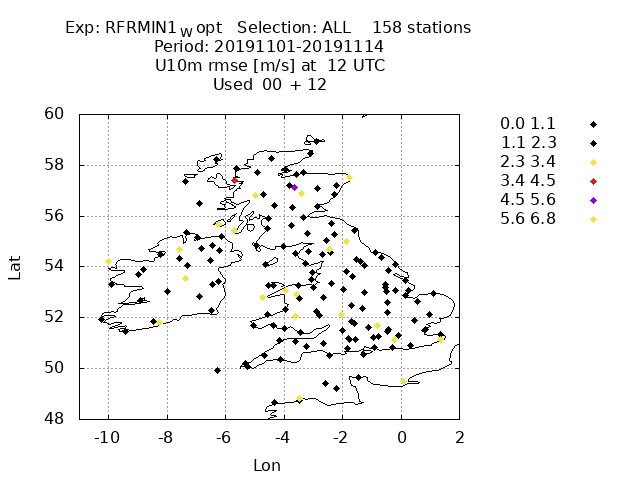 Exp: RFRMIN1Wopt Selection: ALL 158 stations
Period: 20191101-20191114
U10m rmse [m/s] at 12 UTC
Used 00 + 12
60
58
56
54
52
50
48
-10 -8 -6 -4 -2 0 2
Lat
Lon
0.0 1.1
1.1 2.3
2.3 3.4
3.4 4.5
4.5 5.6
5.6 6.8